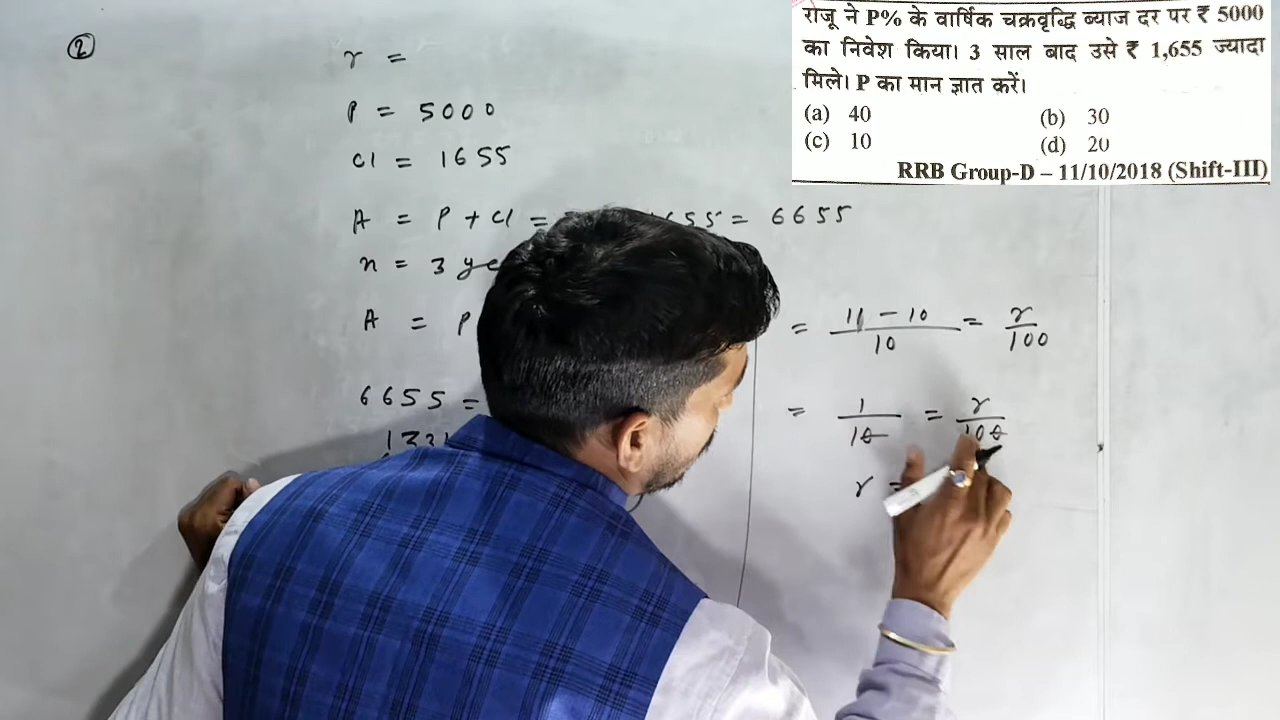 राजू ने P% के वार्षिक चक्रवृद्धि ब्याज दर पर ₹ 5000
का निवेश किया। 3 साल बाद उसे ₹ 1,655 ज्यादा
मिले। P का मान ज्ञात करें।
(a) 40 (b) 30
(c) 10 (d) 20
RRB Group-D – 11/10/2018 (Shift-III)
②
r =
P = 5000
CI = 1655
A = P + CI = 1655 = 6655
n = 3
A = P
6655 =
= 11 - 10 / 10 = r / 100
= 1 / 10 = r / 100
r =